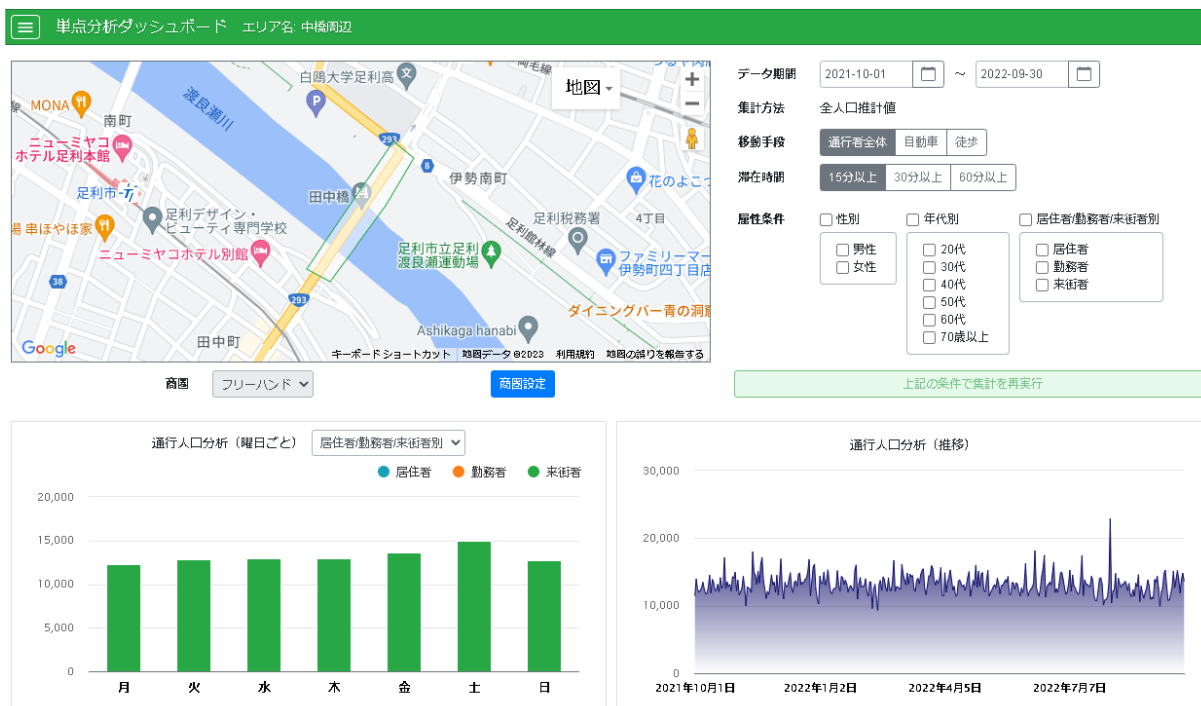 単点分析ダッシュボード エリア名: 中橋周辺
白鴎大学足利高
両毛線
地図
MONA
渡良瀬川
南町
ニューミヤコ
ホテル足利本館
293
8
伊勢南町
花のよこ
足利市
田中橋
足利デザイン・
ビューティ専門学校
足利税務署
4丁目
場 串ほやほ家
足利館林線
ニューミヤコホテル別館
足利市立足利
渡良瀬運動場
ファミリーマー
伊勢町四丁目店
38
293
ダイニングバー青の洞窟
Ashikaga hanabi
田中町
Google
キーボード ショートカット 地図データ ©2023 利用規約 地図の誤りを報告する
商圏 フリーハンド 商圏設定
データ期間 2021-10-01 ~ 2022-09-30
集計方法 全人口推計値
移動手段 通行者全体 自動車 徒歩
滞在時間 15分以上 30分以上 60分以上
属性条件 性別 年代別 居住者/勤務者/来街者別
男性 20代 居住者
女性 30代 勤務者
40代 来街者
50代
60代
70歳以上
上記の条件で集計を再実行
通行人口分析（曜日ごと） 居住者/勤務者/来街者別
居住者 勤務者 来街者
20,000
15,000
10,000
5,000
0
月 火 水 木 金 土 日
通行人口分析（推移）
30,000
20,000
10,000
0
2021年10月1日 2022年1月2日 2022年4月5日 2022年7月7日